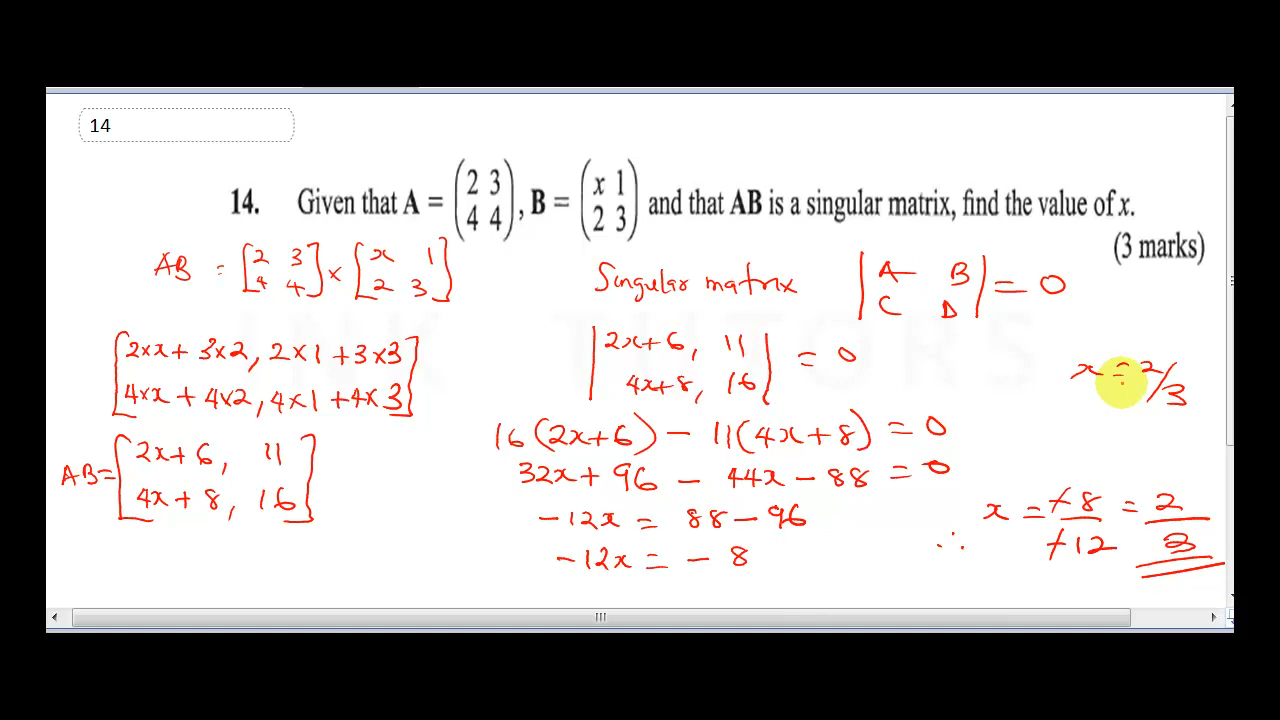 14
14. Given that A = (2 3 4 4), B = (x 1 2 3) and that AB is a singular matrix, find the value of x.
(3 marks)
AB = [2 3 4 4] × [x 1 2 3]
Singular matrix |A B C D| = 0
[2×x + 3×2, 2×1 + 3×3
4×x + 4×2, 4×1 + 4×3]
AB = [2x + 6, 11
4x + 8, 16]
|2x+6, 11
4x+8, 16| = 0
16(2x+6) - 11(4x+8) = 0
32x + 96 - 44x - 88 = 0
-12x = 88 - 96
-12x = - 8
x = 2/3
∴ x = -8/-12 = 2/3